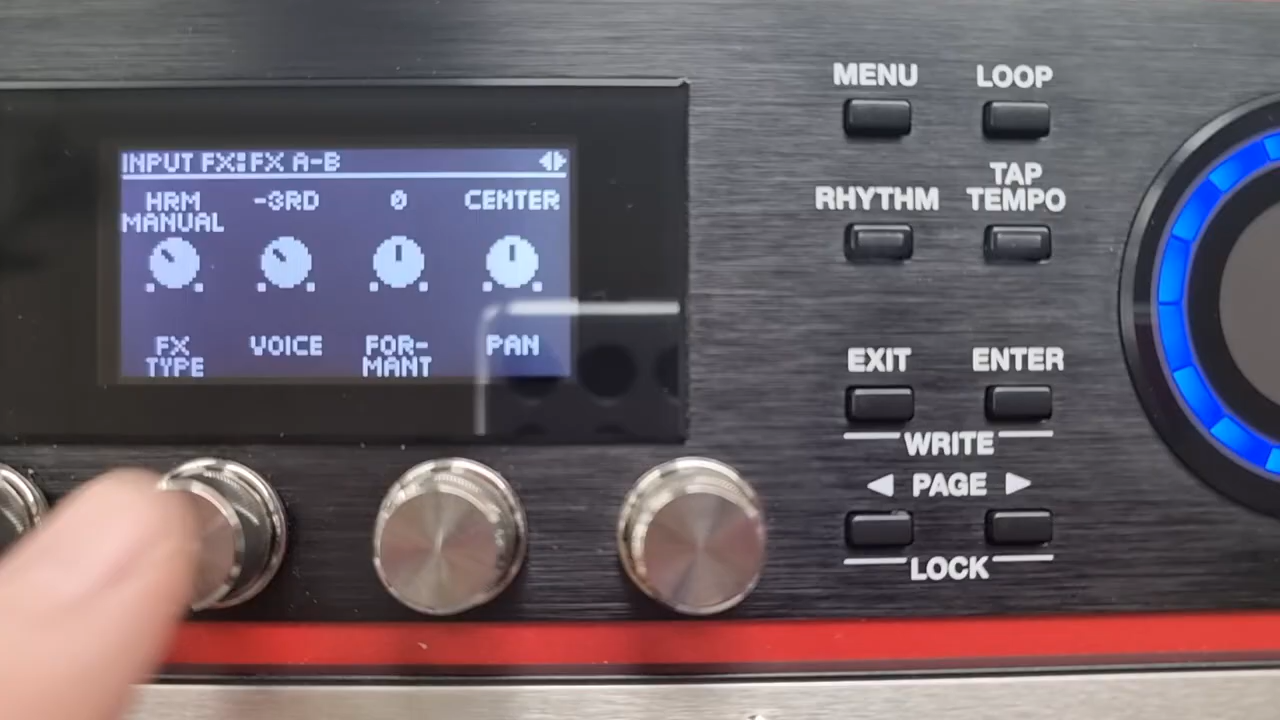 INPUT FX:FX A-B
HRM MANUAL -3RD 0 CENTER
FX TYPE VOICE FOR-MANT PAN
MENU LOOP
RHYTHM TAP TEMPO
EXIT ENTER
WRITE
◀ PAGE ▶
LOCK